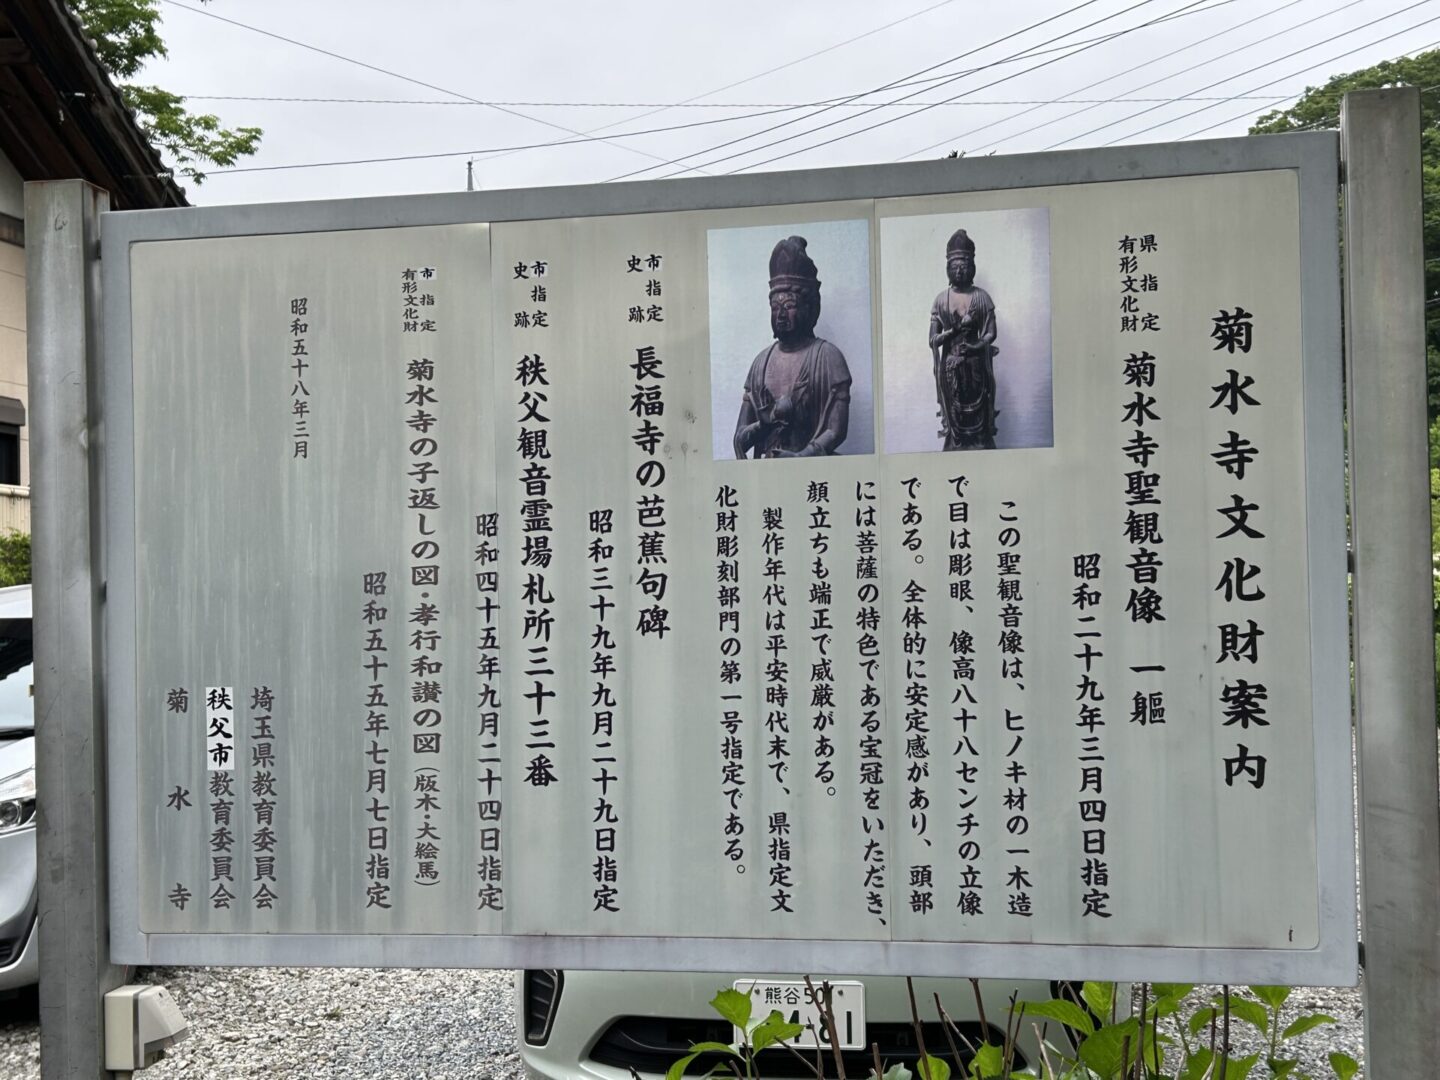 菊水寺文化財案内
県指定
有形文化財
菊水寺聖観音像 一軀
昭和二十九年三月四日指定
この聖観音像は、ヒノキ材の一木造
で目は彫眼、像高八十八センチの立像
である。全体的に安定感があり、頭部
には菩薩の特色である宝冠をいただき、
顔立ちも端正で威厳がある。
製作年代は平安時代末で、県指定文
化財彫刻部門の第一号指定である。
市指定
史跡
長福寺の芭蕉句碑
昭和三十九年九月二十九日指定
市指定
史跡
秩父観音霊場札所三十三番
昭和四十五年九月二十四日指定
市指定
有形文化財
菊水寺の子返しの図・孝行和讃の図(版木・大絵馬)
昭和五十五年七月七日指定
昭和五十八年三月
埼玉県教育委員会
秩父市教育委員会
菊水寺
熊谷 501